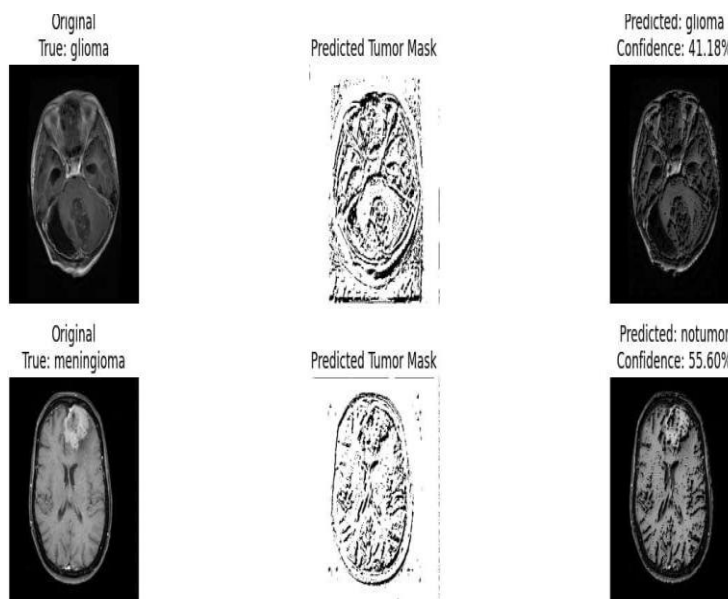 Original
True: glioma
Predicted Tumor Mask
Predicted: glioma
Confidence: 41.18%
Original
True: meningioma
Predicted Tumor Mask
Predicted: notumor
Confidence: 55.60%